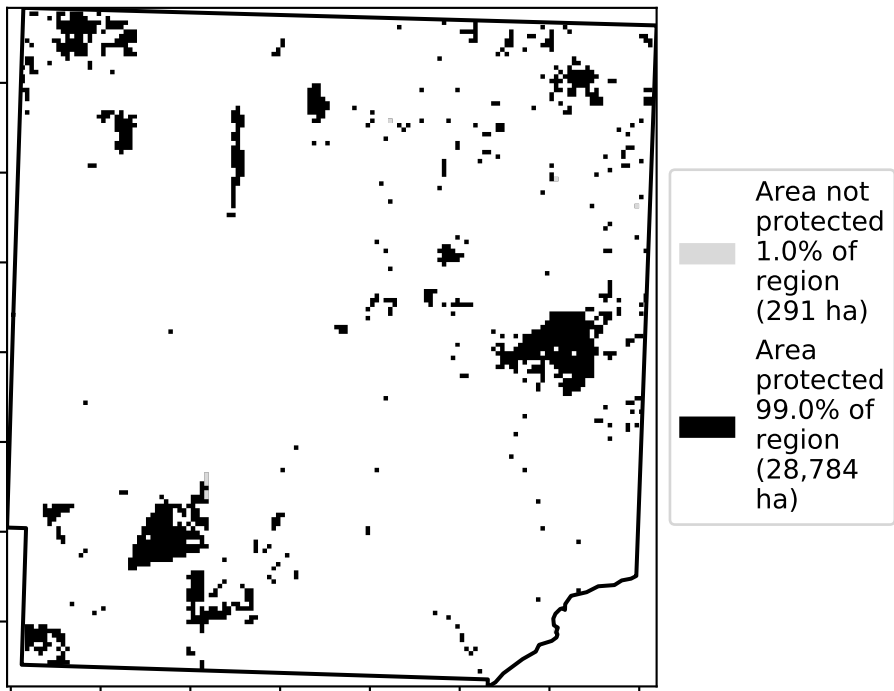 Area not
protected
1.0% of
region
(291 ha)
Area
protected
99.0% of
region
(28,784
ha)